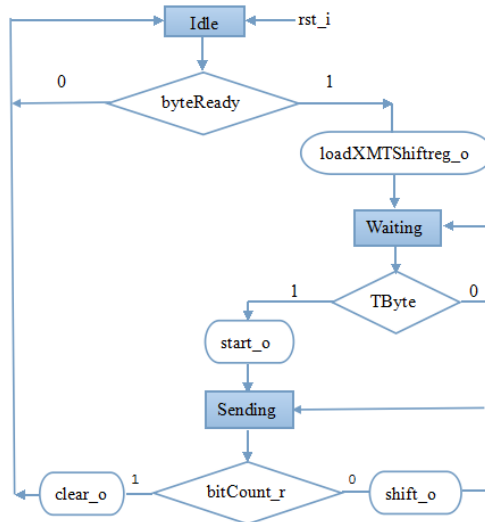 Idle
rst_i
0
byteReady
1
loadXMTShiftreg_o
Waiting
1
TByte
0
start_o
Sending
clear_o
1
bitCount_r
0
shift_o